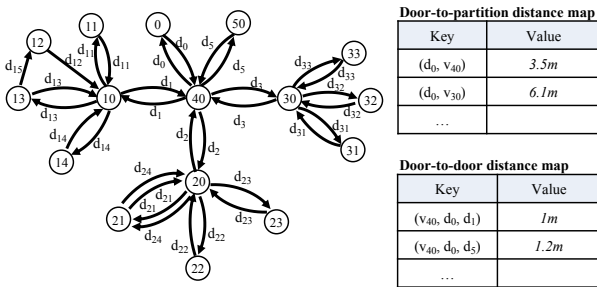 Door-to-partition distance map
Key Value
(d0, v40) 3.5m
(d0, v30) 6.1m
…
Door-to-door distance map
Key Value
(v40, d0, d1) 1m
(v40, d0, d5) 1.2m
…
11 0 50
12 33
d15 d12 d11 d11 d0 d0 d5 d5 d33 d33
13 d13 d13 10 d1 d1 40 d3 d3 30 d32 d32 32
d14 d14 d2 d2 d31 d31
14 31
20
d24 d21 d21 d24 d23 d23
21 23
d22 d22
22